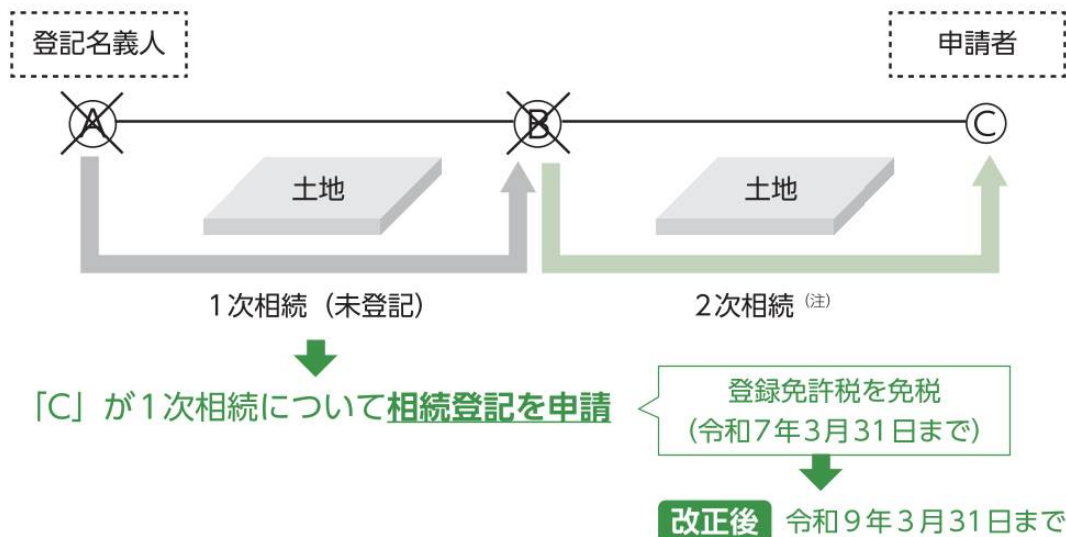 登記名義人
申請者
A
B
C
土地
土地
1次相続（未登記）
2次相続（注）
「C」が1次相続について相続登記を申請
登録免許税を免税
（令和7年3月31日まで）
改正後 令和9年3月31日まで